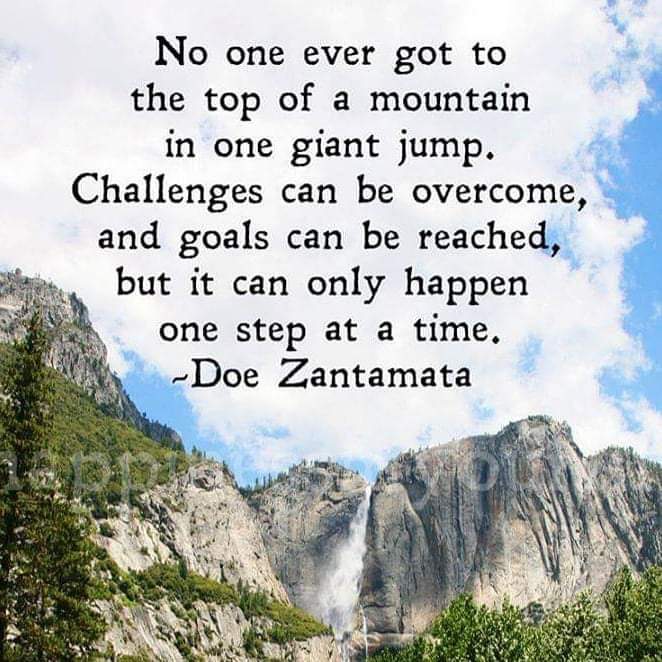 No one ever got to
the top of a mountain
in one giant jump.
Challenges can be overcome,
and goals can be reached,
but it can only happen
one step at a time.
~Doe Zantamata